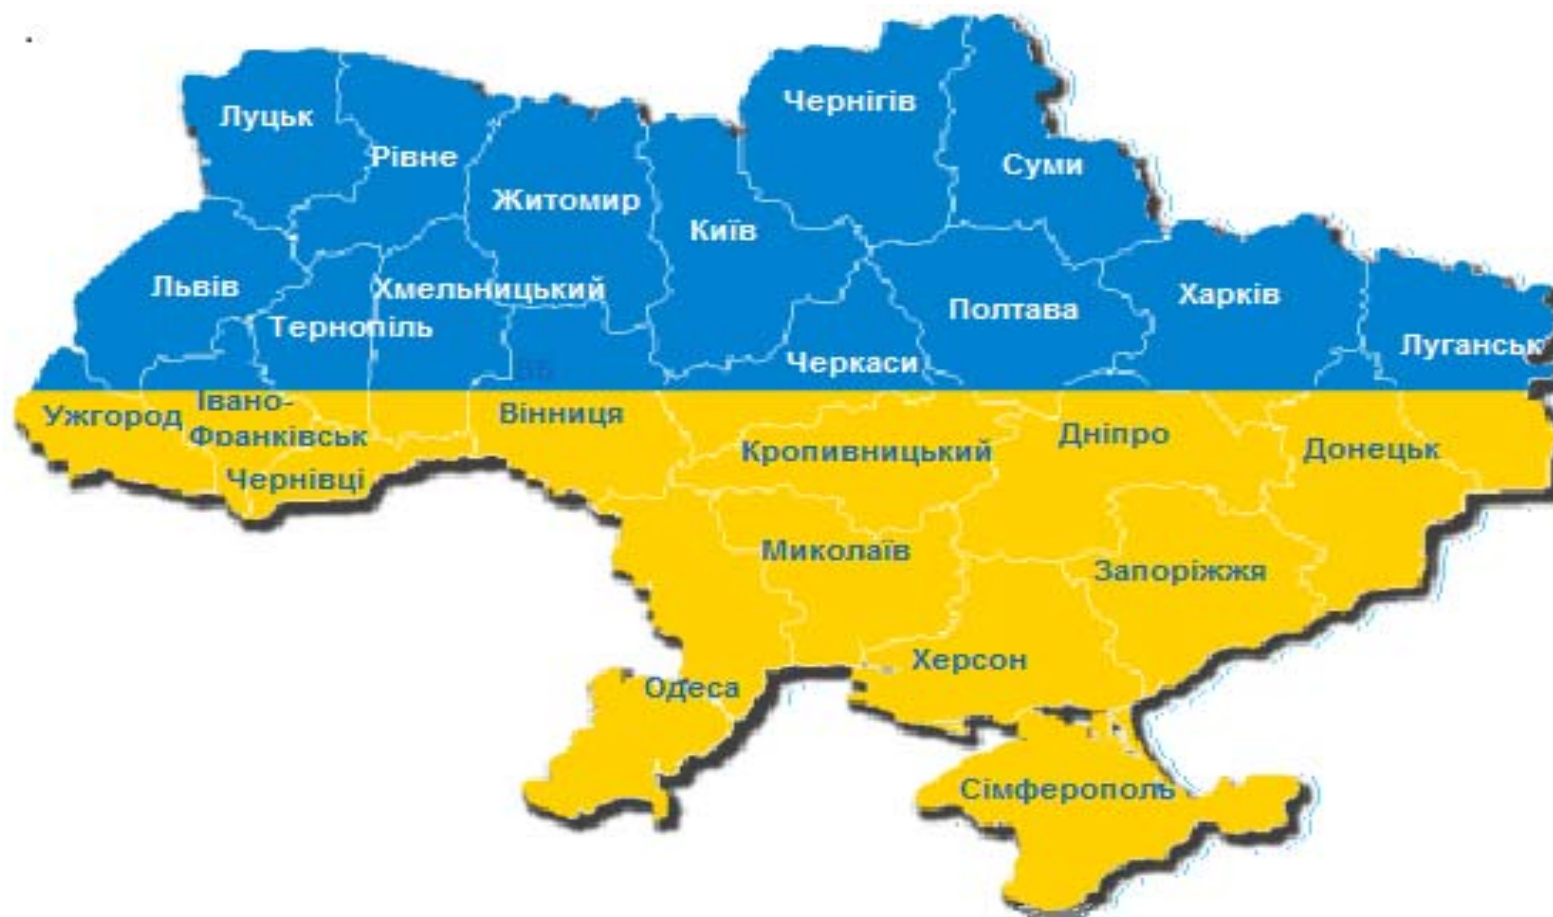 Луцьк
Рівне
Житомир
Київ
Чернігів
Суми
Львів
Тернопіль
Хмельницький
Черкаси
Полтава
Харків
Луганськ
Ужгород
Івано-
Франківськ
Чернівці
Вінниця
Кропивницький
Дніпро
Донецьк
Миколаїв
Запоріжжя
Одеса
Херсон
Сімферополь